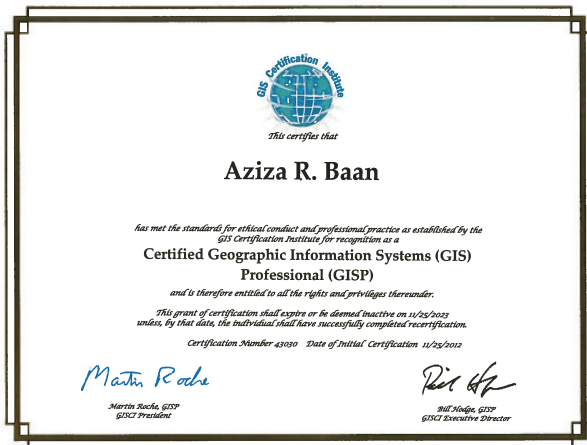 GIS Certification Institute
This certifies that
Aziza R. Baan
has met the standards for ethical conduct and professional practice as established by the
GIS Certification Institute for recognition as a
Certified Geographic Information Systems (GIS)
Professional (GISP)
and is therefore entitled to all the rights and privileges thereunder.
This grant of certification shall expire or be deemed inactive on 11/25/2023
unless, by that date, the individual shall have successfully completed recertification.
Certification Number 43030 Date of Initial Certification 11/25/2012
Martin Roche
Martin Roche, GISP
GISCI President
Bill Hodge, GISP
GISCI Executive Director